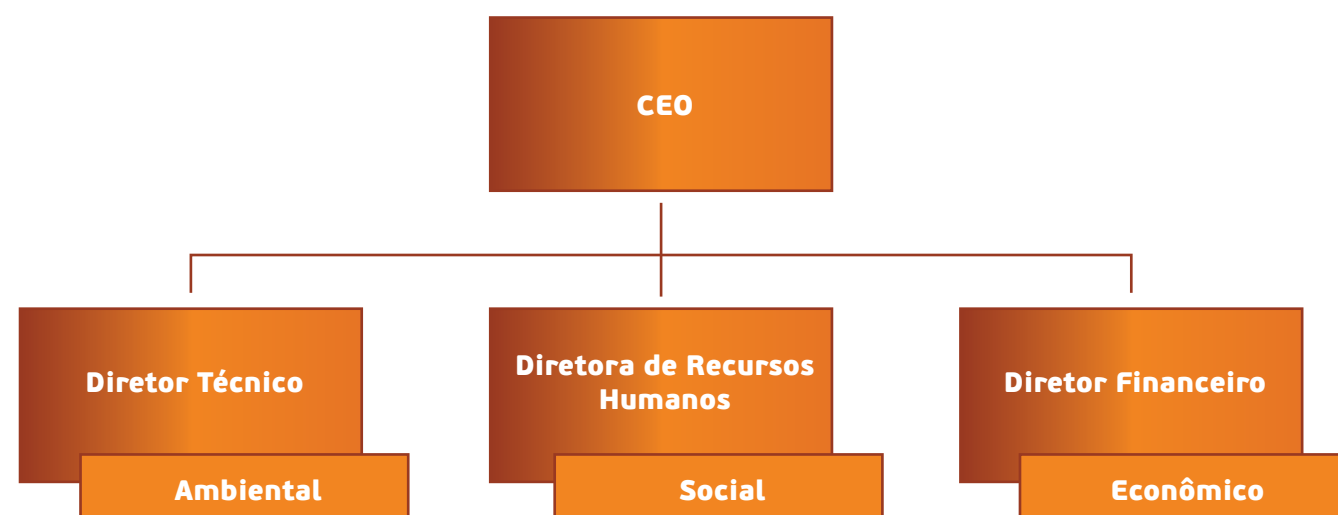 CEO
Diretor Técnico
Diretora de Recursos
Humanos
Diretor Financeiro
Ambiental
Social
Econômico